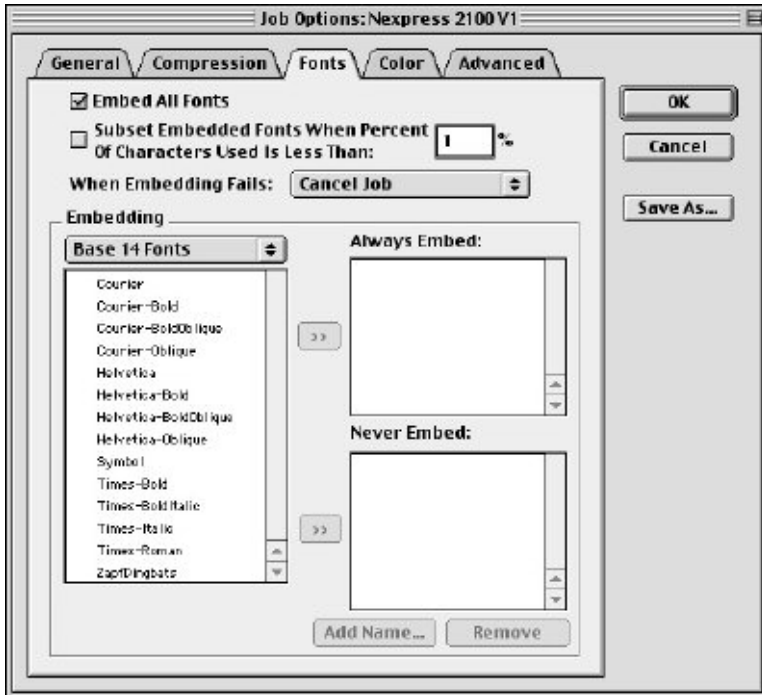 Job Options: Nexpress 2100 V1
General
Compression
Fonts
Color
Advanced
Embed All Fonts
Subset Embedded Fonts When Percent
Of Characters Used Is Less Than:
1
%
When Embedding Fails:
Cancel Job
OK
Cancel
Save As...
Embedding
Base 14 Fonts
Courier
Courier-Bold
Courier-BoldOblique
Courier-Oblique
Helvetica
Helvetica-Bold
Helvetica-BoldOblique
Helvetica-Oblique
Symbol
Times-Bold
Times-BoldItalic
Times-Italic
Times-Roman
ZapfDingbats
>>
>>
Always Embed:
Never Embed:
Add Name...
Remove